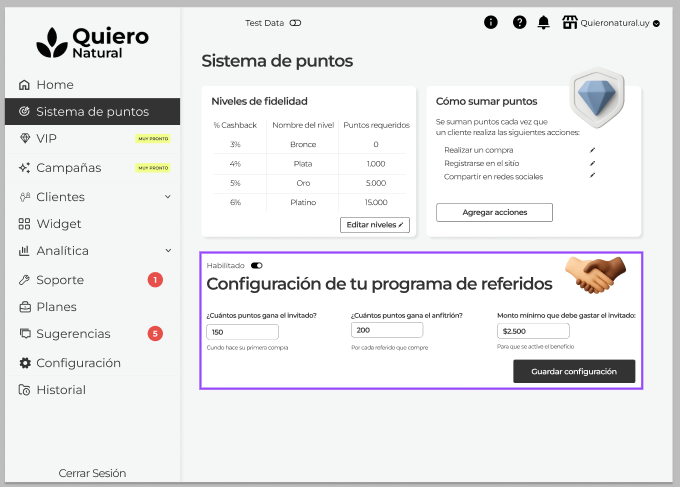 Quiero
Natural
Test Data
Quieronatural.uy
Home
Sistema de puntos
VIP
MUY PRONTO
Campañas
MUY PRONTO
Clientes
Widget
Analítica
Soporte
1
Planes
Sugerencias
5
Configuración
Historial
Cerrar Sesión
Sistema de puntos
Niveles de fidelidad
% Cashback Nombre del nivel Puntos requeridos
3% Bronce 0
4% Plata 1.000
5% Oro 5.000
6% Platino 15.000
Editar niveles
Cómo sumar puntos
Se suman puntos cada vez que
un cliente realiza las siguientes acciones:
Realizar un compra
Registrarse en el sitio
Compartir en redes sociales
Agregar acciones
Habilitado
Configuración de tu programa de referidos
¿Cuántos puntos gana el invitado?
150
Cundo hace su primera compra
¿Cuántos puntos gana el anfitrión?
200
Por cada referido que compre
Monto mínimo que debe gastar el invitado:
$2.500
Para que se active el beneficio
Guardar configuración